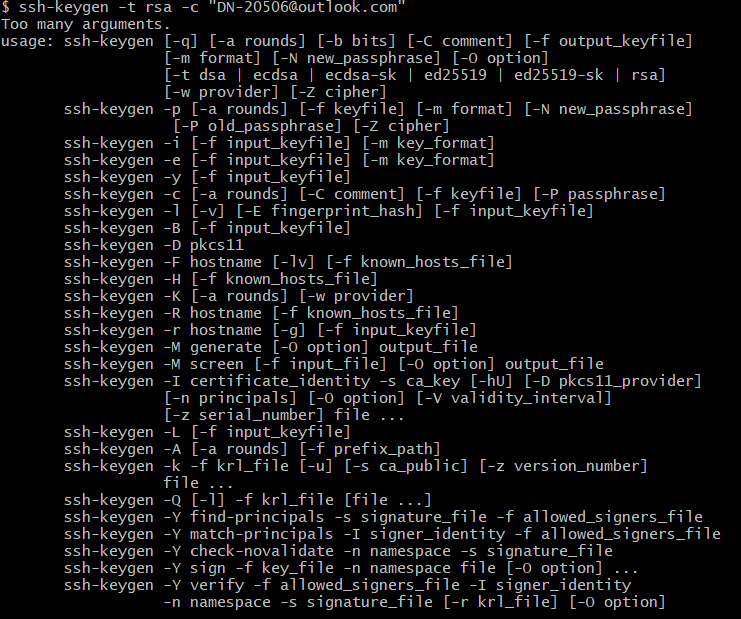 $ ssh-keygen -t rsa -c "DN-20506@outlook.com"
Too many arguments.
usage: ssh-keygen [-q] [-a rounds] [-b bits] [-C comment] [-f output_keyfile]
                  [-m format] [-N new_passphrase] [-O option]
                  [-t dsa | ecdsa | ecdsa-sk | ed25519 | ed25519-sk | rsa]
                  [-w provider] [-Z cipher]
       ssh-keygen -p [-a rounds] [-f keyfile] [-m format] [-N new_passphrase]
                   [-P old_passphrase] [-Z cipher]
       ssh-keygen -i [-f input_keyfile] [-m key_format]
       ssh-keygen -e [-f input_keyfile] [-m key_format]
       ssh-keygen -y [-f input_keyfile]
       ssh-keygen -c [-a rounds] [-C comment] [-f keyfile] [-P passphrase]
       ssh-keygen -l [-v] [-E fingerprint_hash] [-f input_keyfile]
       ssh-keygen -B [-f input_keyfile]
       ssh-keygen -D pkcs11
       ssh-keygen -F hostname [-lv] [-f known_hosts_file]
       ssh-keygen -H [-f known_hosts_file]
       ssh-keygen -K [-a rounds] [-w provider]
       ssh-keygen -R hostname [-f known_hosts_file]
       ssh-keygen -r hostname [-g] [-f input_keyfile]
       ssh-keygen -M generate [-O option] output_file
       ssh-keygen -M screen [-f input_file] [-O option] output_file
       ssh-keygen -I certificate_identity -s ca_key [-hU] [-D pkcs11_provider]
                  [-n principals] [-O option] [-V validity_interval]
                  [-z serial_number] file ...
       ssh-keygen -L [-f input_keyfile]
       ssh-keygen -A [-a rounds] [-f prefix_path]
       ssh-keygen -k -f krl_file [-u] [-s ca_public] [-z version_number]
                  file ...
       ssh-keygen -Q [-l] -f krl_file [file ...]
       ssh-keygen -Y find-principals -s signature_file -f allowed_signers_file
       ssh-keygen -Y match-principals -I signer_identity -f allowed_signers_file
       ssh-keygen -Y check-novalidate -n namespace -s signature_file
       ssh-keygen -Y sign -f key_file -n namespace file [-O option] ...
       ssh-keygen -Y verify -f allowed_signers_file -I signer_identity
                  -n namespace -s signature_file [-r krl_file] [-O option]